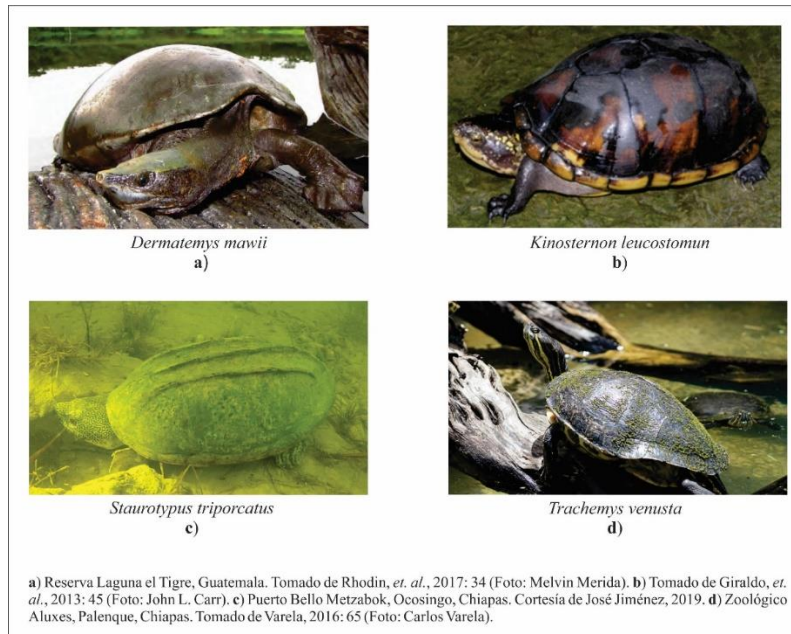 Dermatemys mawii
a)
Kinosternon leucostomun
b)
Staurotypus triporcatus
c)
Trachemys venusta
d)
a) Reserva Laguna el Tigre, Guatemala. Tomado de Rhodin, et. al., 2017: 34 (Foto: Melvin Merida). b) Tomado de Giraldo, et.
al., 2013: 45 (Foto: John L. Carr). c) Puerto Bello Metzabok, Ocosingo, Chiapas. Cortesía de José Jiménez, 2019. d) Zoológico
Aluxes, Palenque, Chiapas. Tomado de Varela, 2016: 65 (Foto: Carlos Varela).